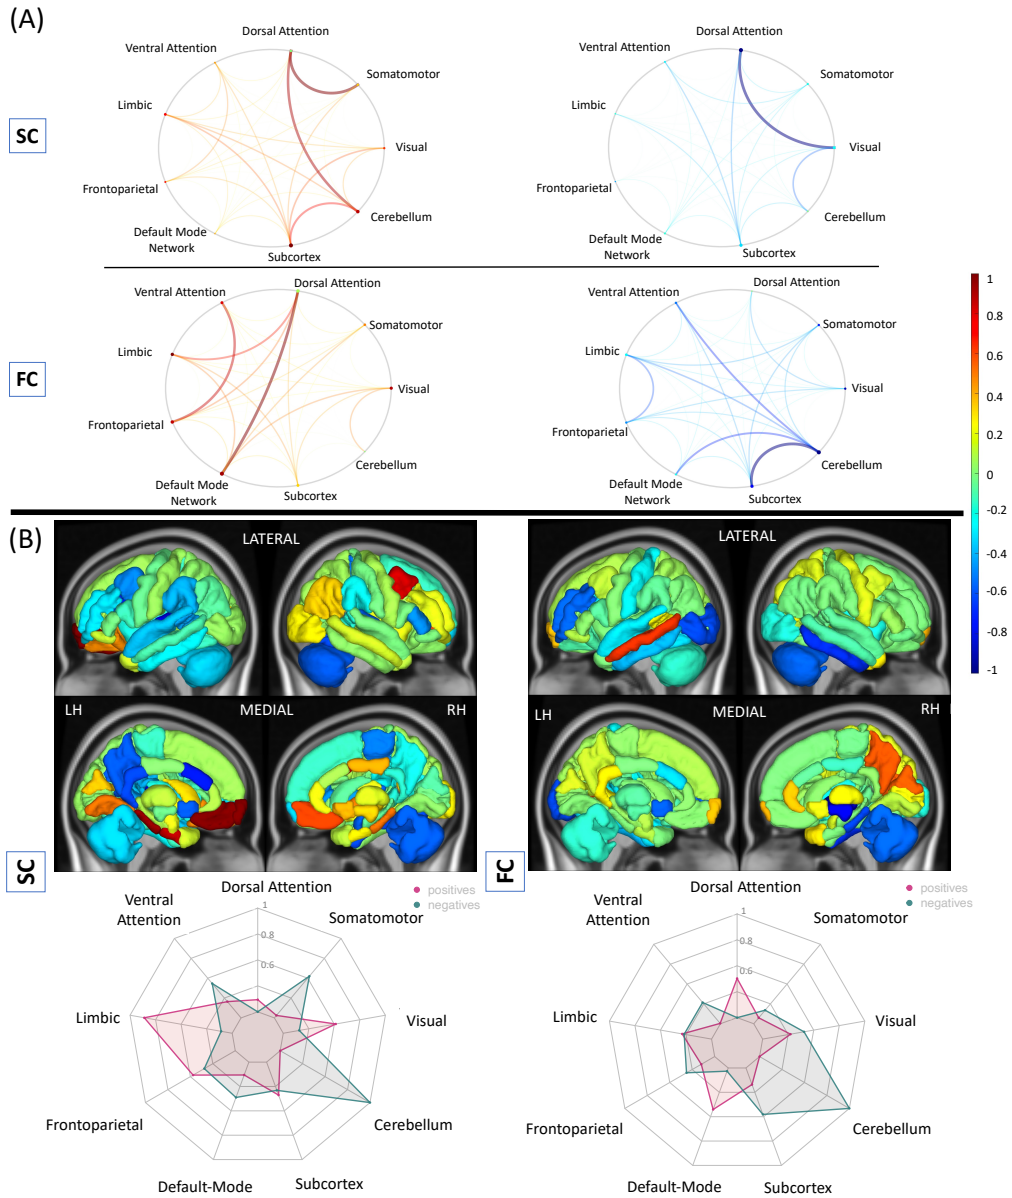 (A)
SC
Dorsal Attention
Ventral Attention
Somatomotor
Limbic
Visual
Frontoparietal
Cerebellum
Default Mode
Network
Subcortex
Dorsal Attention
Ventral Attention
Somatomotor
Limbic
Visual
Frontoparietal
Cerebellum
Default Mode
Network
Subcortex
FC
Dorsal Attention
Ventral Attention
Somatomotor
Limbic
Visual
Frontoparietal
Cerebellum
Default Mode
Network
Subcortex
Dorsal Attention
Ventral Attention
Somatomotor
Limbic
Visual
Frontoparietal
Cerebellum
Default Mode
Network
Subcortex
1
0.8
0.6
0.4
0.2
0
-0.2
-0.4
-0.6
-0.8
-1
(B)
LATERAL
LH
MEDIAL
RH
LATERAL
LH
MEDIAL
RH
SC
Dorsal Attention
positives
negatives
Ventral
Attention
Somatomotor
1
0.8
0.6
Limbic
Visual
Frontoparietal
Cerebellum
Default-Mode
Subcortex
FC
Dorsal Attention
positives
negatives
Ventral
Attention
Somatomotor
1
0.8
0.6
Limbic
Visual
Frontoparietal
Cerebellum
Default-Mode
Subcortex